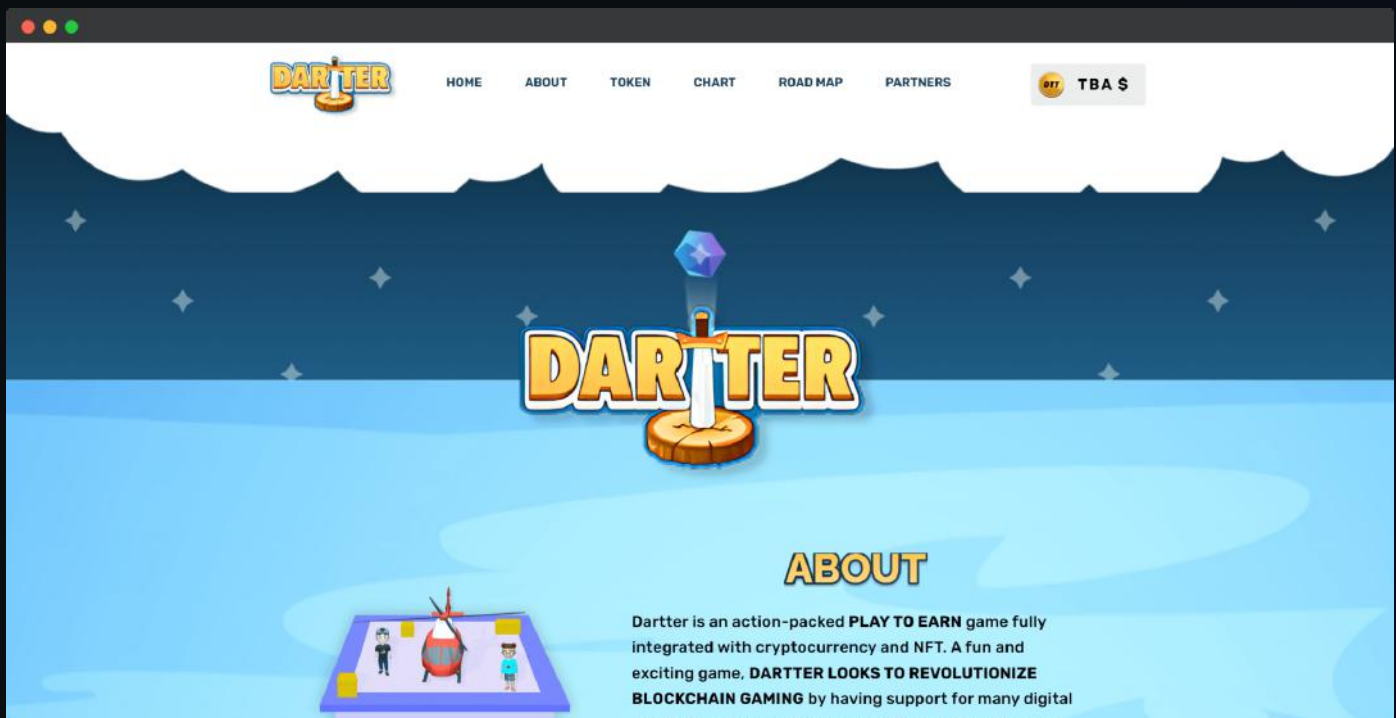 DARTTER
HOME ABOUT TOKEN CHART ROAD MAP PARTNERS
TBA $
DARTTER
ABOUT
Dartter is an action-packed PLAY TO EARN game fully
integrated with cryptocurrency and NFT. A fun and
exciting game, DARTTER LOOKS TO REVOLUTIONIZE
BLOCKCHAIN GAMING by having support for many digital